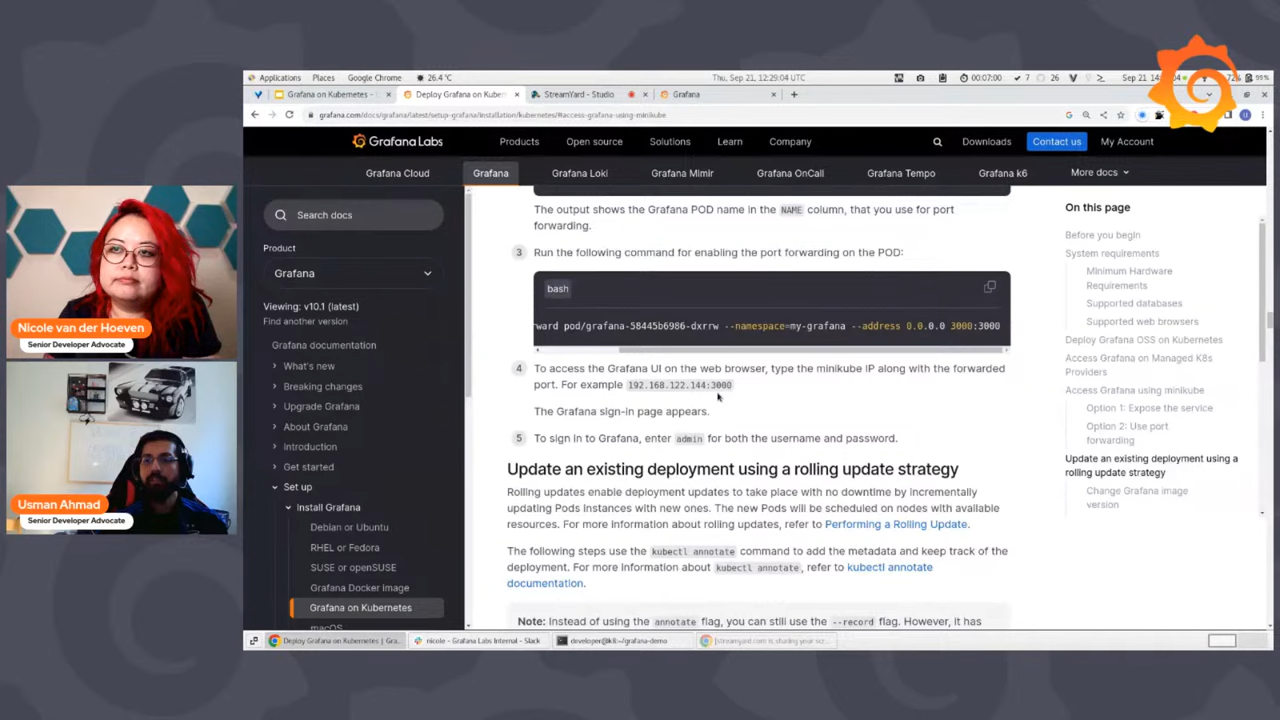 Applications Places Google Chrome 26.4 °C Thu, Sep 21, 12:29:04 UTC 00:07:00 7 26
Grafana on Kubernetes - Deploy Grafana on Kuber StreamYard - Studio Grafana
grafana.com/docs/grafana/latest/setup-grafana/installation/kubernetes/#access-grafana-using-minikube
Grafana Labs Products Open source Solutions Learn Company Downloads Contact us My Account
Grafana Cloud Grafana Grafana Loki Grafana Mimir Grafana OnCall Grafana Tempo Grafana k6 More docs
Search docs
Product
Grafana
Viewing: v10.1 (latest)
Find another version
Grafana documentation
What's new
Breaking changes
Upgrade Grafana
About Grafana
Introduction
Get started
Set up
Install Grafana
Debian or Ubuntu
RHEL or Fedora
SUSE or openSUSE
Grafana Docker image
Grafana on Kubernetes
macOS
The output shows the Grafana POD name in the NAME column, that you use for port
forwarding.
3 Run the following command for enabling the port forwarding on the POD:
bash
ward pod/grafana-58445b6986-dxrrw --namespace=my-grafana --address 0.0.0.0 3000:3000
4 To access the Grafana UI on the web browser, type the minikube IP along with the forwarded
port. For example 192.168.122.144:3000
The Grafana sign-in page appears.
5 To sign in to Grafana, enter admin for both the username and password.
Update an existing deployment using a rolling update strategy
Rolling updates enable deployment updates to take place with no downtime by incrementally
updating Pods instances with new ones. The new Pods will be scheduled on nodes with available
resources. For more information about rolling updates, refer to Performing a Rolling Update.
The following steps use the kubectl annotate command to add the metadata and keep track of the
deployment. For more information about kubectl annotate, refer to kubectl annotate
documentation.
Note: Instead of using the annotate flag, you can still use the --record flag. However, it has
On this page
Before you begin
System requirements
Minimum Hardware
Requirements
Supported databases
Supported web browsers
Deploy Grafana OSS on Kubernetes
Access Grafana on Managed K8s
Providers
Access Grafana using minikube
Option 1: Expose the service
Option 2: Use port
forwarding
Update an existing deployment using a
rolling update strategy
Change Grafana image
version
Deploy Grafana on Kubernetes | Gra... nicole - Grafana Labs Internal - Slack developer@k8:~/grafana-demo [streamyard.com is sharing your scr...
Nicole van der Hoeven
Senior Developer Advocate
Usman Ahmad
Senior Developer Advocate